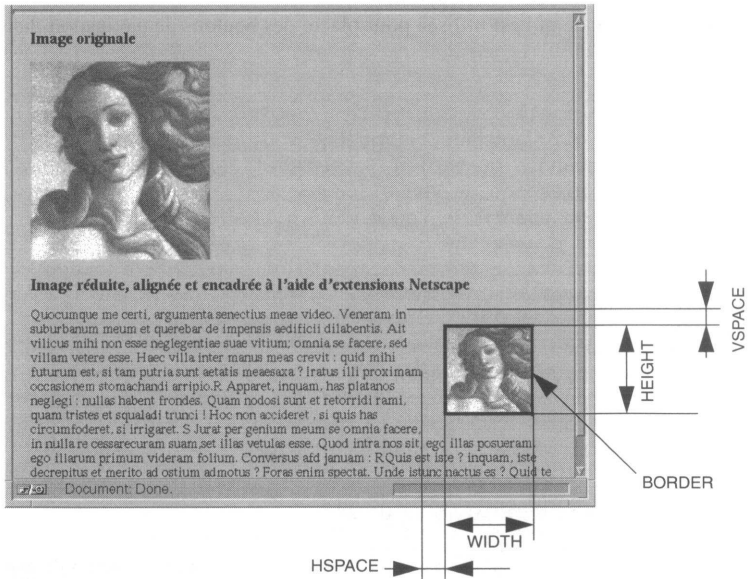 Image originale
Image réduite, alignée et encadrée à l'aide d'extensions Netscape
Quocumque me certi, argumenta senectius meae video. Veneram in
suburbanum meum et querebar de impensis aedificii dilabentis. Ait
vilicus mihi non esse neglegentiae suae vitium; omnia se facere, sed
villam vetere esse. Haec villa inter manus meas crevit : quid mihi
futurum est, si tam putria sunt aetatis meaesaxa ? Iratus illi proximam
occasionem stomachandi arripio.R Apparet, inquam, has platanos
neglegi : nullas habent frondes. Quam nodosi sunt et retorridi rami,
quam tristes et squaladi trunci ! Hoc non accideret , si quis has
circumfoderet, si irrigaret. S Jurat per genium meum se omnia facere,
in nulla re cessarecuram suam,set illas vetulas esse. Quod intra nos sit, ego illas posueram,
ego illarum primum videram folium. Conversus afd januam : RQuis est iste ? inquam, iste
decrepitus et merito ad ostium admotus ? Foras enim spectat. Unde istunc nactus es ? Quid te
Document: Done.
VSPACE
HEIGHT
BORDER
WIDTH
HSPACE